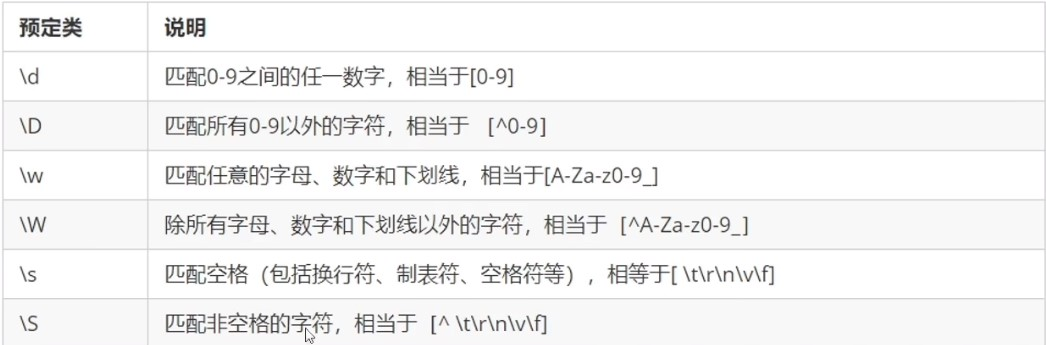 预定类 说明
\d 匹配0-9之间的任一数字，相当于[0-9]
\D 匹配所有0-9以外的字符，相当于 [^0-9]
\w 匹配任意的字母、数字和下划线，相当于[A-Za-z0-9_]
\W 除所有字母、数字和下划线以外的字符，相当于 [^A-Za-z0-9_]
\s 匹配空格（包括换行符、制表符、空格符等），相等于[ \t\r\n\v\f]
\S 匹配非空格的字符，相当于 [^ \t\r\n\v\f]